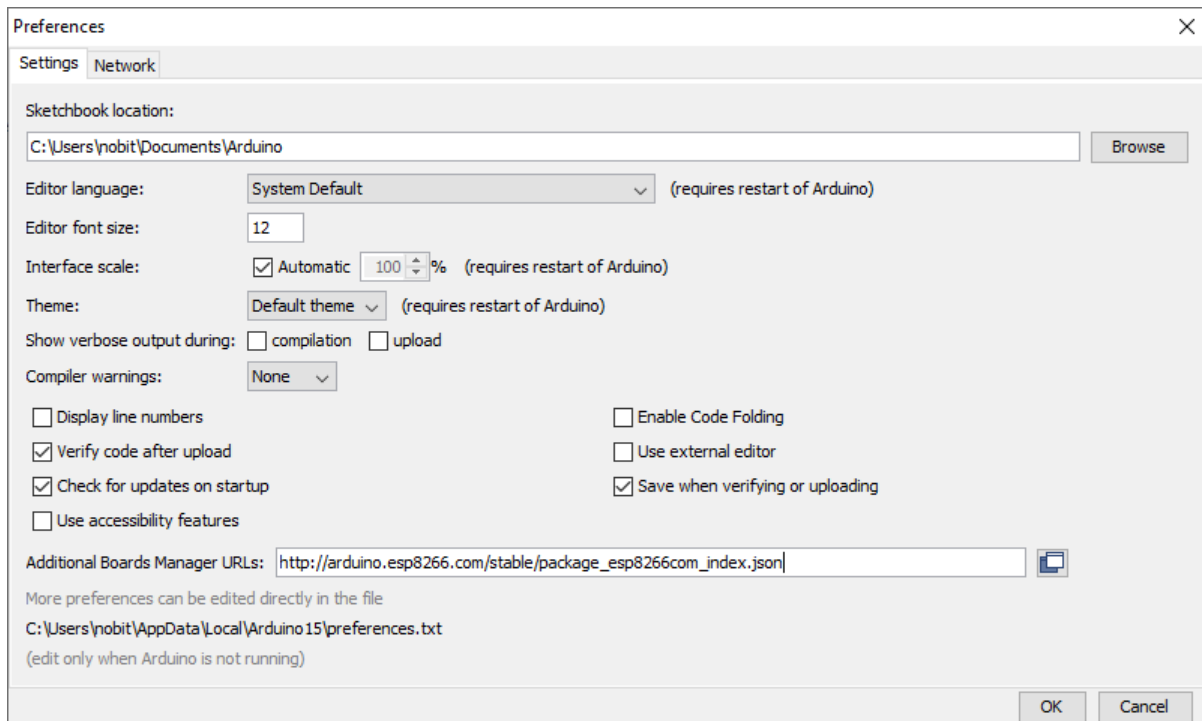 Preferences
Settings Network
Sketchbook location:
C:\Users\nobit\Documents\Arduino Browse
Editor language: System Default (requires restart of Arduino)
Editor font size: 12
Interface scale: Automatic 100 % (requires restart of Arduino)
Theme: Default theme (requires restart of Arduino)
Show verbose output during: compilation upload
Compiler warnings: None
Display line numbers Enable Code Folding
Verify code after upload Use external editor
Check for updates on startup Save when verifying or uploading
Use accessibility features
Additional Boards Manager URLs: http://arduino.esp8266.com/stable/package_esp8266com_index.json
More preferences can be edited directly in the file
C:\Users\nobit\AppData\Local\Arduino15\preferences.txt
(edit only when Arduino is not running)
OK Cancel